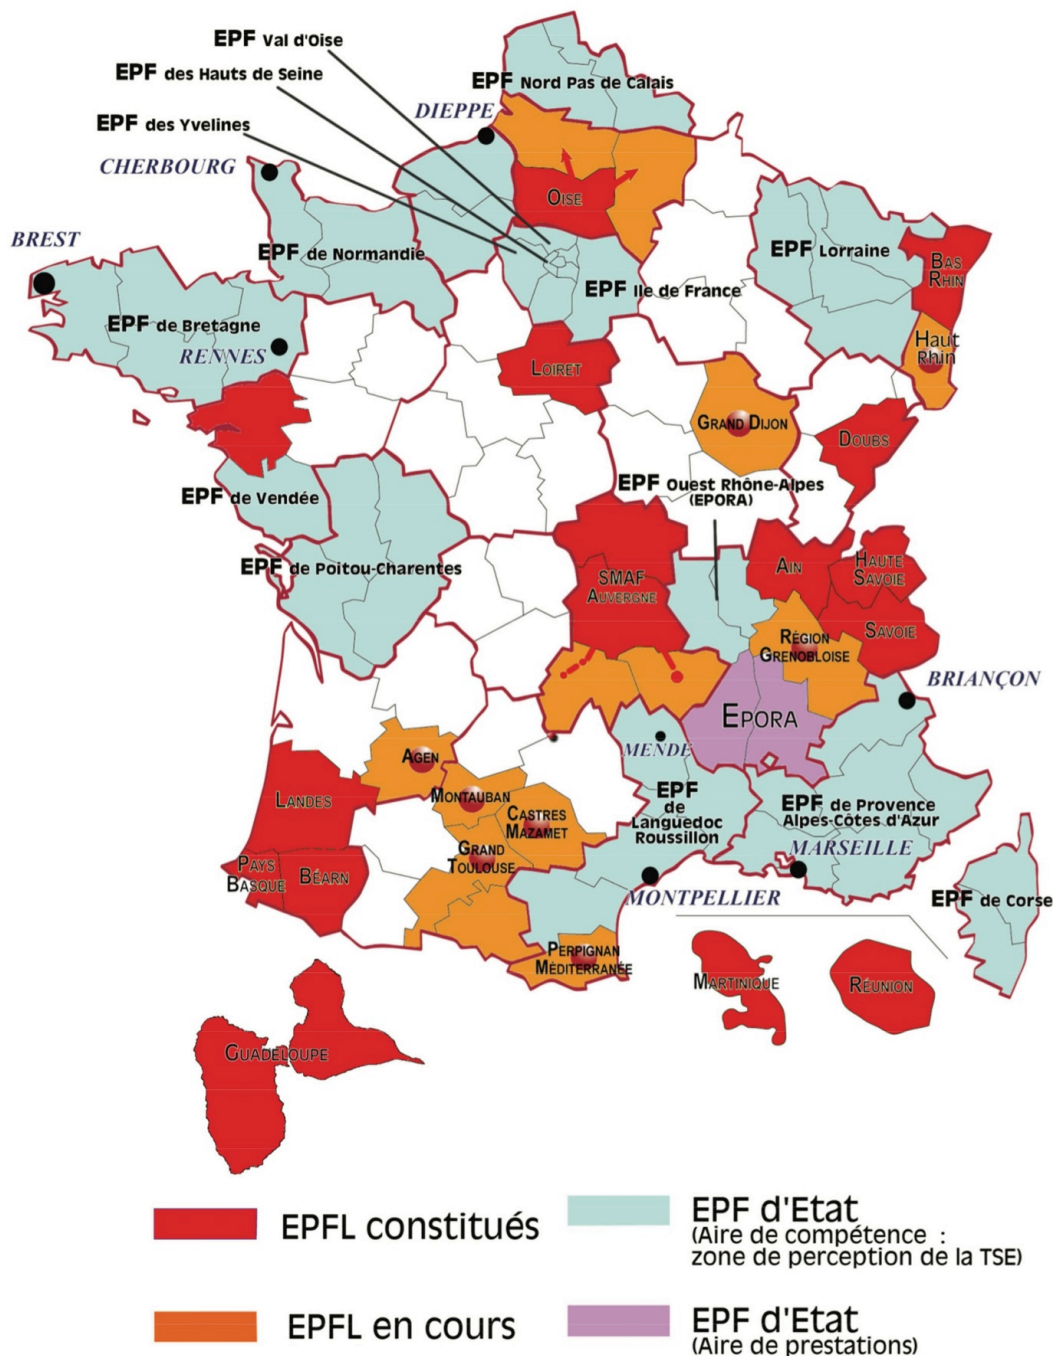 EPF Val d'Oise
EPF des Hauts de Seine
EPF Nord Pas de Calais
DIEPPE
EPF des Yvelines
CHERBOURG
OISE
BREST
EPF de Normandie
EPF Lorraine
BAS
RHIN
EPF Ile de France
EPF de Bretagne
RENNES
Haut
Rhin
LOIRET
GRAND DIJON
DOUBS
EPF Ouest Rhône-Alpes
(EPORA)
EPF de Vendée
EPF de Poitou-Charentes
SMAF
AUVERGNE
AIN
HAUTE
SAVOIE
SAVOIE
RÉGION
GRENOBLOISE
BRIANÇON
EPORA
MENDE
AGEN
MONTAUBAN
CASTRES
MAZAMET
EPF
de
Languedoc
Roussillon
EPF de Provence
Alpes-Côtes d'Azur
LANDES
GRAND
TOULOUSE
MARSEILLE
PAYS
BASQUE
BÉARN
MONTPELLIER
EPF de Corse
PERPIGNAN
MÉDITERRANÉE
MARTINIQUE
RÉUNION
GUADELOUPE
EPFL constitués
EPF d'Etat
(Aire de compétence :
zone de perception de la TSE)
EPFL en cours
EPF d'Etat
(Aire de prestations)